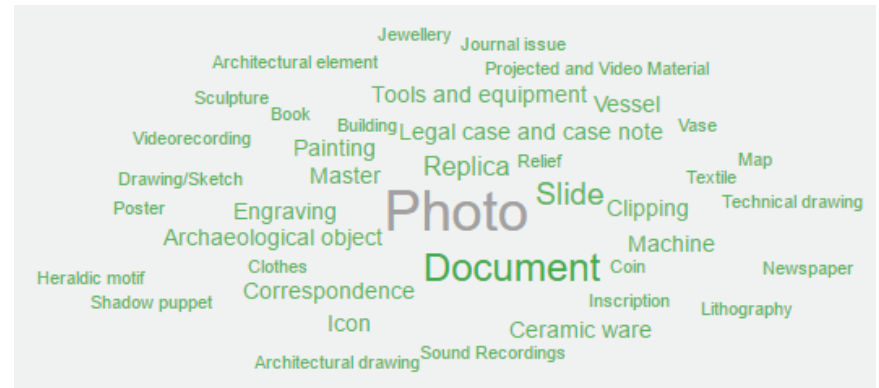 Jewellery
Journal issue
Architectural element
Projected and Video Material
Sculpture
Tools and equipment
Vessel
Book
Building
Legal case and case note
Vase
Videorecording
Painting
Replica
Relief
Map
Drawing/Sketch
Master
Slide
Textile
Poster
Engraving
Photo
Clipping
Technical drawing
Archaeological object
Machine
Heraldic motif
Clothes
Document
Coin
Newspaper
Shadow puppet
Correspondence
Inscription
Lithography
Icon
Ceramic ware
Architectural drawing
Sound Recordings